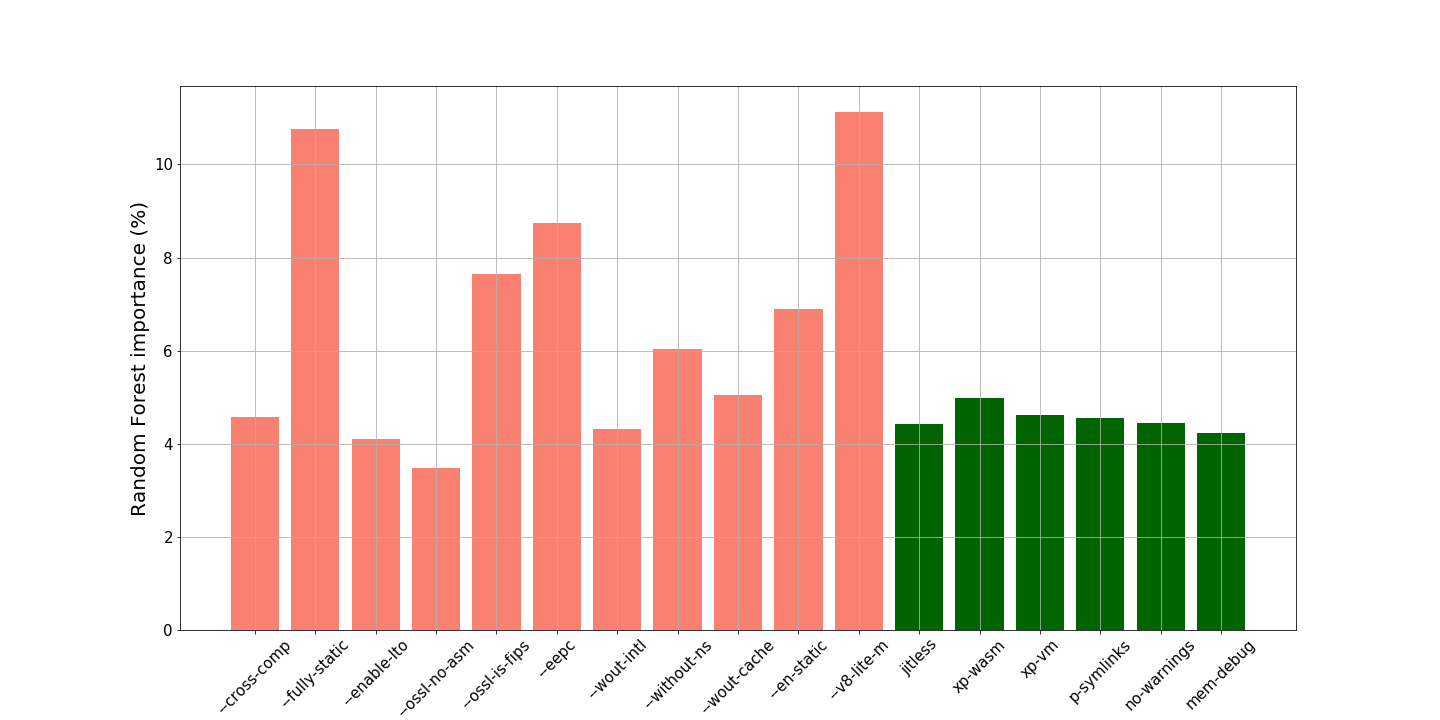 Random Forest importance (%)
10
8
6
4
2
0
--cross-comp
--fully-static
--enable-lto
--ossl-no-asm
--ossl-is-fips
--eepc
--wout-intl
--without-ns
--wout-cache
--en-static
--v8-lite-m
jitless
xp-wasm
xp-vm
p-symlinks
no-warnings
mem-debug